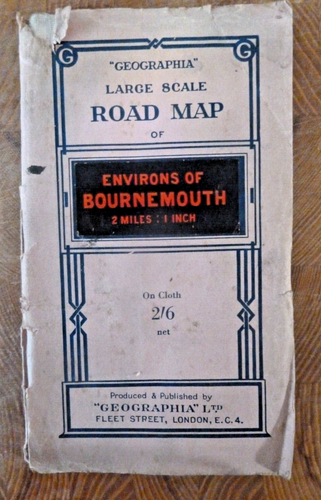 G G
"GEOGRAPHIA"
LARGE SCALE
ROAD MAP
OF
ENVIRONS OF
BOURNEMOUTH
2 MILES : 1 INCH
On Cloth
2/6
net
Produced & Published by
"GEOGRAPHIA" LTD
FLEET STREET, LONDON, E.C.4.